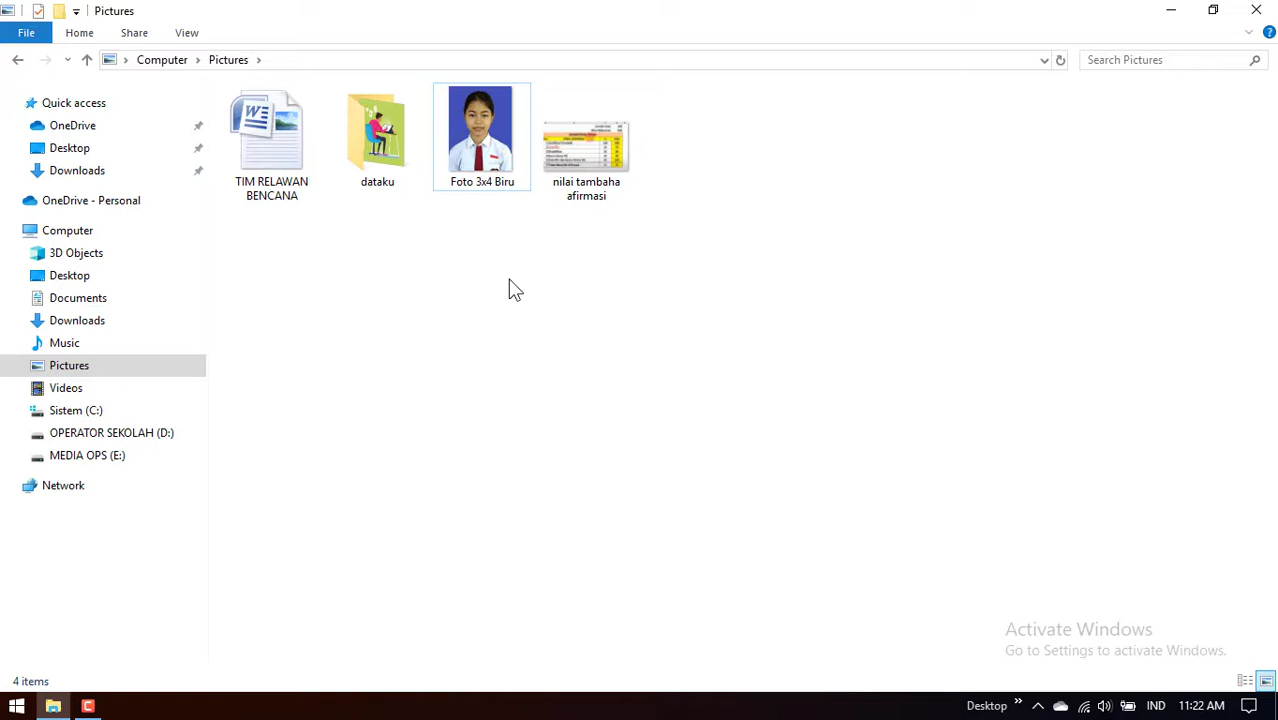 Pictures
File Home Share View
Computer Pictures
Search Pictures
Quick access
OneDrive
Desktop
Downloads
OneDrive - Personal
Computer
3D Objects
Desktop
Documents
Downloads
Music
Pictures
Videos
Sistem (C:)
OPERATOR SEKOLAH (D:)
MEDIA OPS (E:)
Network
TIM RELAWAN
BENCANA
dataku
Foto 3x4 Biru
nilai tambaha
afirmasi
Activate Windows
Go to Settings to activate Windows.
4 items
Desktop
IND
11:22 AM